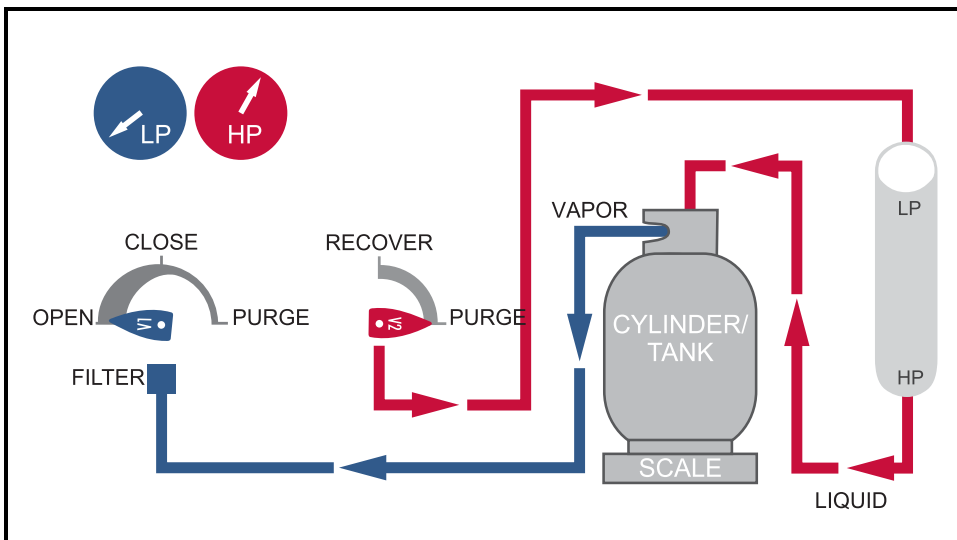 LP
HP
VAPOR
LP
CLOSE
RECOVER
OPEN
V1
PURGE
V2
PURGE
CYLINDER/
TANK
FILTER
HP
SCALE
LIQUID